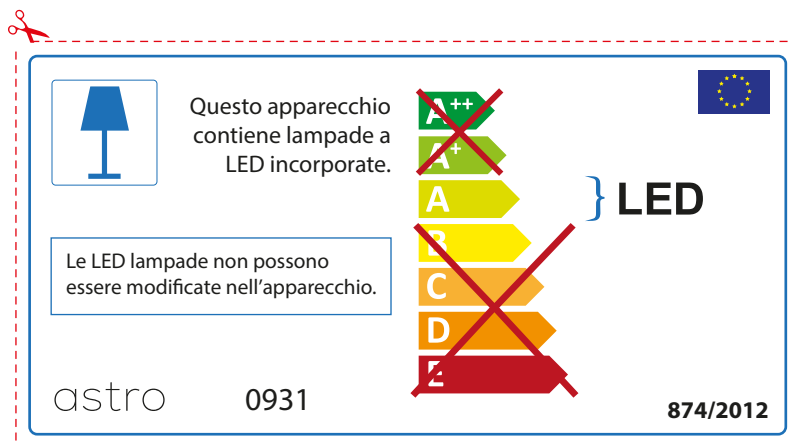 Questo apparecchio
contiene lampade a
LED incorporate.
Le LED lampade non possono
essere modificate nell'apparecchio.
A++
A+
A
B
C
D
E
LED
astro
0931
874/2012